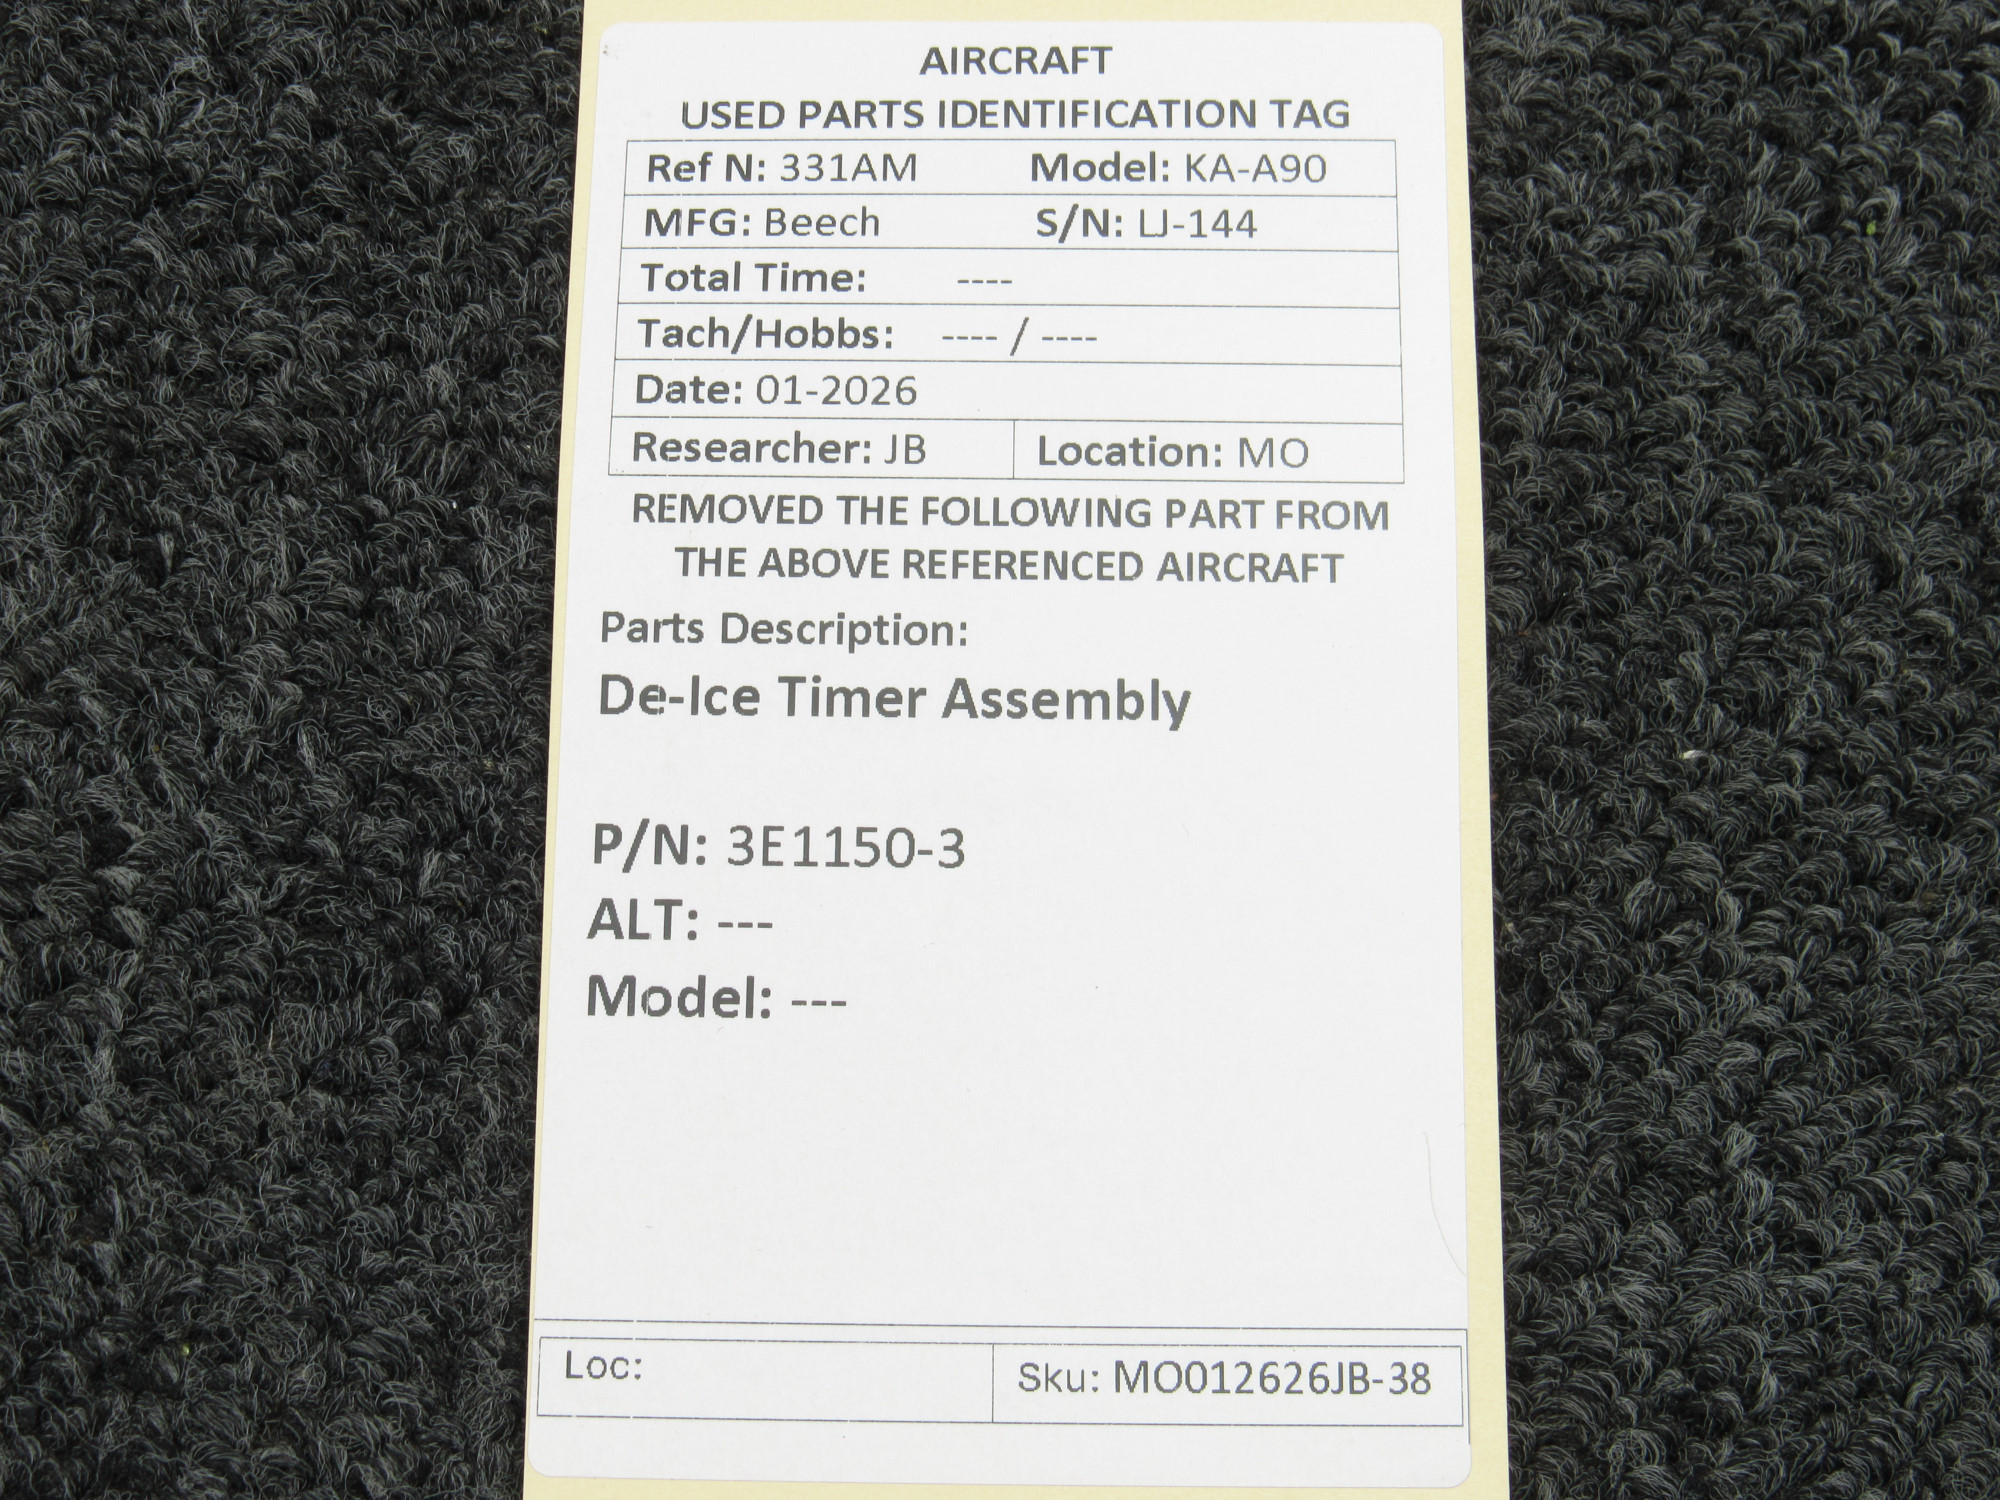 AIRCRAFT
USED PARTS IDENTIFICATION TAG
Ref N: 331AM Model: KA-A90
MFG: Beech S/N: LJ-144
Total Time: ----
Tach/Hobbs: ---- / ----
Date: 01-2026
Researcher: JB Location: MO
REMOVED THE FOLLOWING PART FROM
THE ABOVE REFERENCED AIRCRAFT
Parts Description:
De-Ice Timer Assembly
P/N: 3E1150-3
ALT: ---
Model: ---
Loc: Sku: MO012626JB-38